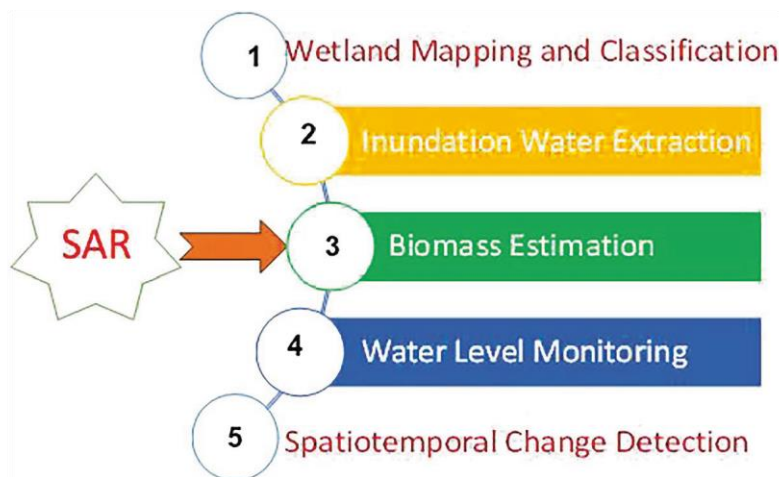 1 Wetland Mapping and Classification
2 Inundation Water Extraction
SAR
3 Biomass Estimation
4 Water Level Monitoring
5 Spatiotemporal Change Detection